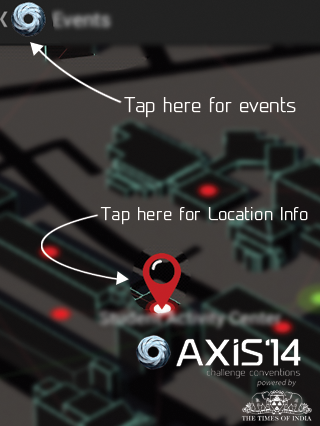 Events
Tap here for events
Tap here for Location Info
Student Activity Center
AXiS'14
challenge conventions
powered by
THE TIMES OF INDIA